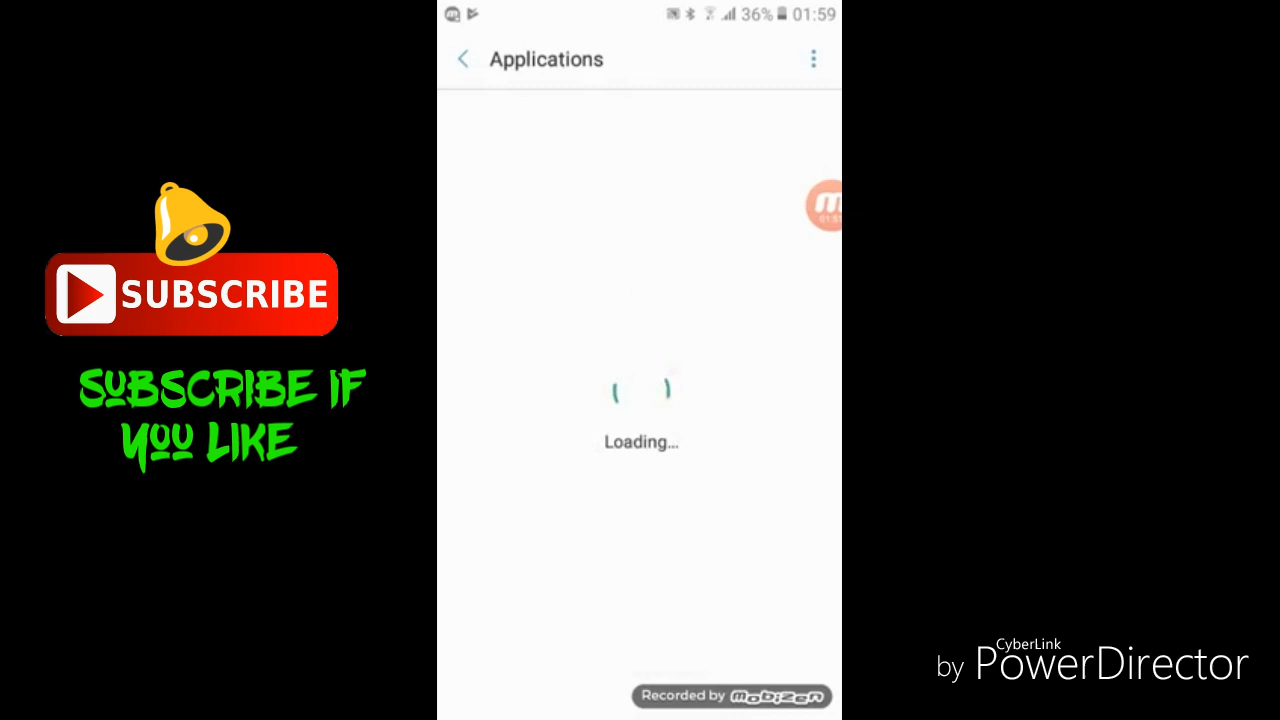 36% 01:59
Applications
SUBSCRIBE
SUBSCRIBE IF
YOU LIKE
Loading...
Recorded by mobizen
CyberLink
by PowerDirector